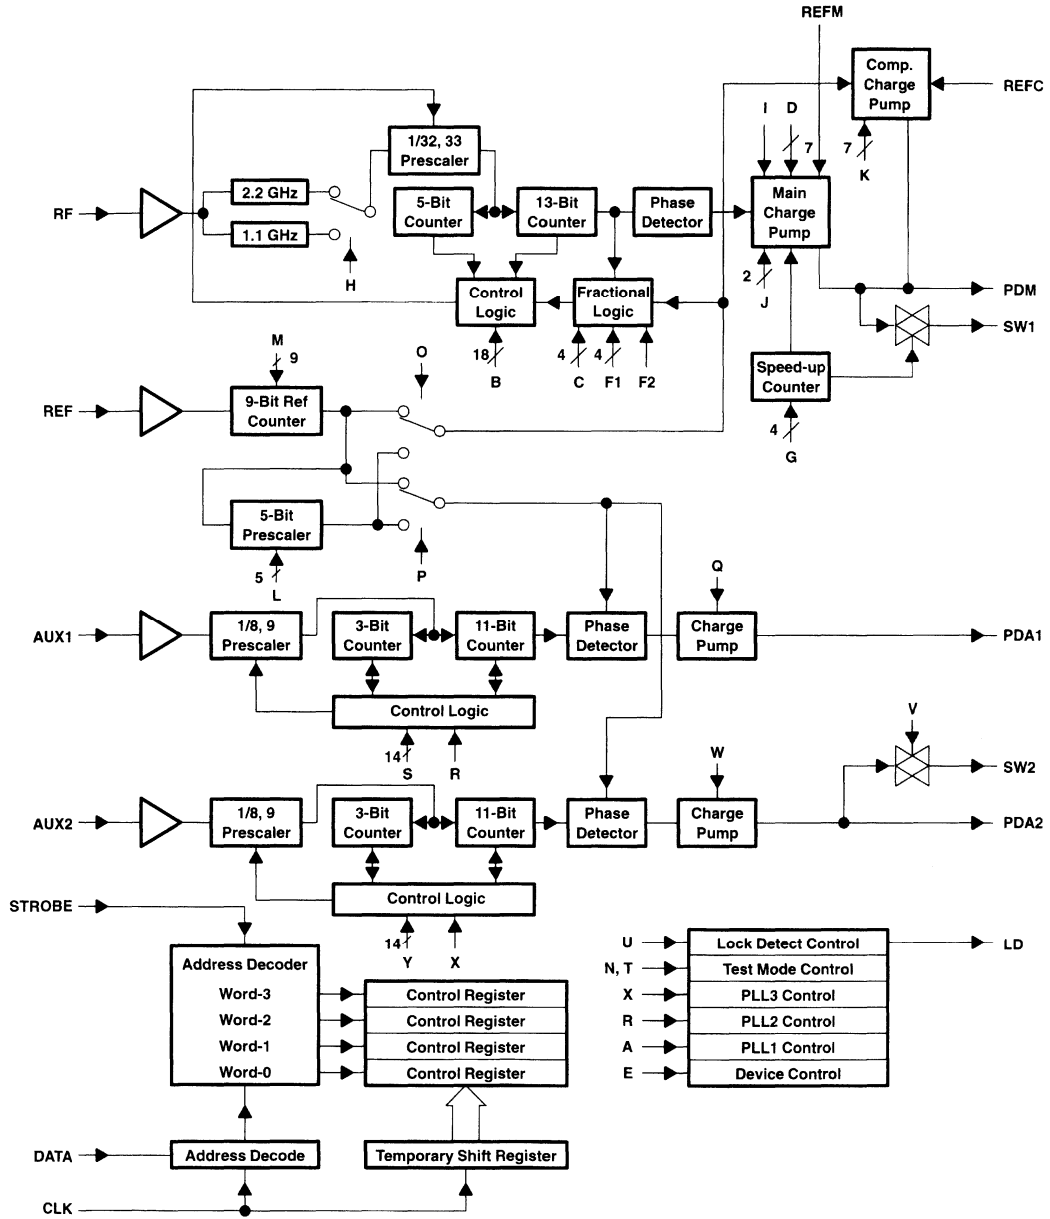 REFM
Comp.
Charge
Pump
REFC
I
D
7
7
K
1/32, 33
Prescaler
2.2 GHz
1.1 GHz
RF
H
5-Bit
Counter
13-Bit
Counter
Phase
Detector
Main
Charge
Pump
2
J
PDM
SW1
Control
Logic
Fractional
Logic
18
B
4
C
4
F1
F2
Speed-up
Counter
4
G
M
9
O
REF
9-Bit Ref
Counter
5-Bit
Prescaler
5
L
P
Q
AUX1
1/8, 9
Prescaler
3-Bit
Counter
11-Bit
Counter
Phase
Detector
Charge
Pump
PDA1
Control Logic
14
S
R
V
W
SW2
AUX2
1/8, 9
Prescaler
3-Bit
Counter
11-Bit
Counter
Phase
Detector
Charge
Pump
PDA2
Control Logic
14
Y
X
STROBE
Address Decoder
Word-3
Word-2
Word-1
Word-0
Control Register
Control Register
Control Register
Control Register
U
Lock Detect Control
LD
N, T
Test Mode Control
X
PLL3 Control
R
PLL2 Control
A
PLL1 Control
E
Device Control
DATA
Address Decode
Temporary Shift Register
CLK